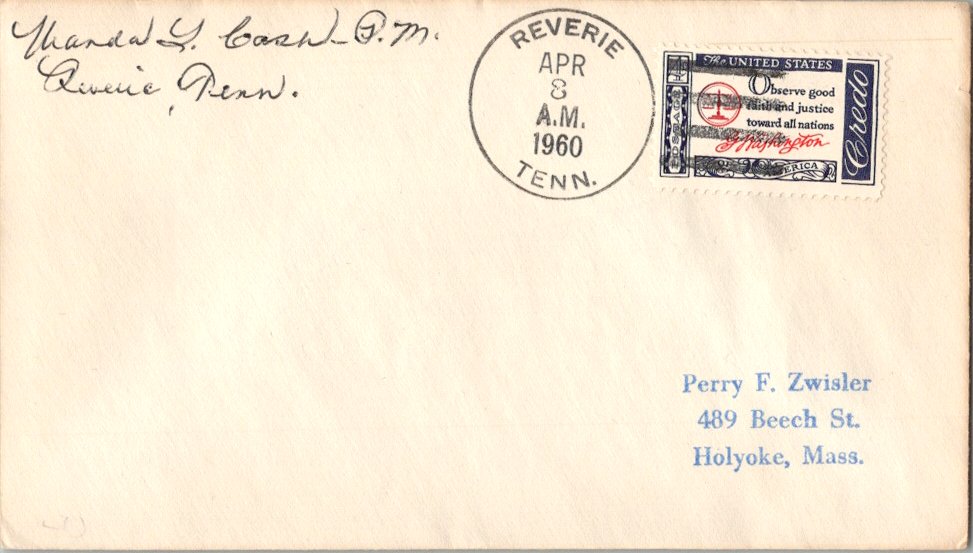 Wanda L. Cash - P.M.
Reverie, Tenn.
REVERIE
APR
8
A.M.
1960
TENN.
The UNITED STATES
POSTAGE
Observe good
faith and justice
toward all nations
G Washington
OF AMERICA
Credo
Perry F. Zwisler
489 Beech St.
Holyoke, Mass.